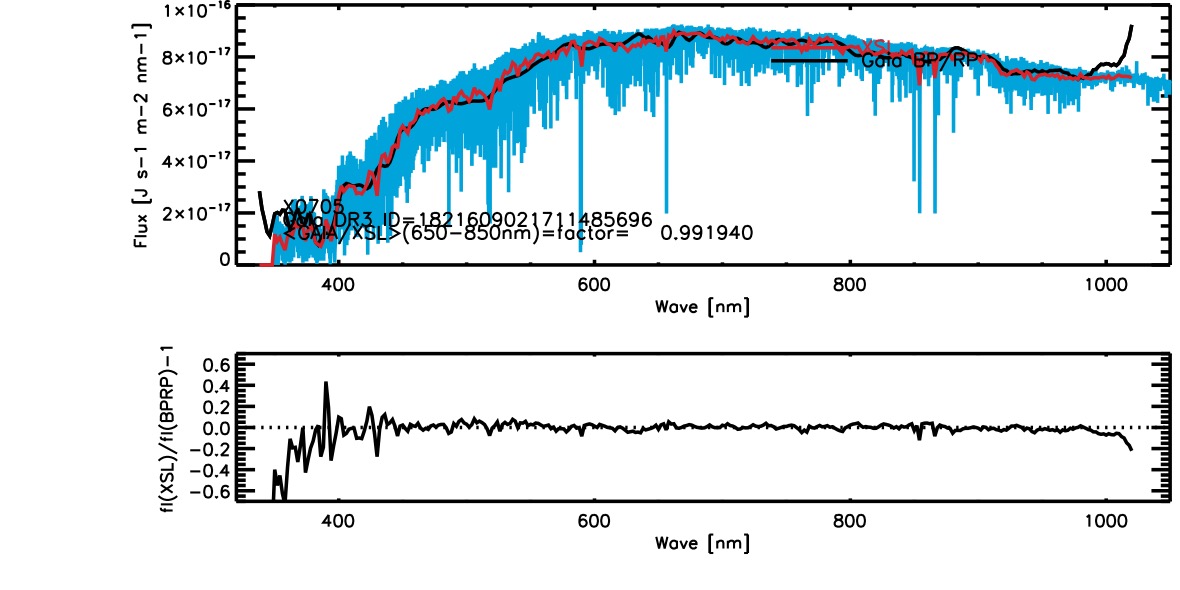 1×10−16
8×10−17
6×10−17
4×10−17
2×10−17
0
Flux [J s−1 m−2 nm−1]
XSL
Gaia BP/RP
X0705
DR3 ID=1821609021711485696
<GAIA/XSL>(650−850nm)=factor= 0.991940
400 600 800 1000
Wave [nm]
fl(XSL)/fl(BPRP)−1
0.6
0.4
0.2
0.0
−0.2
−0.4
−0.6
400 600 800 1000
Wave [nm]